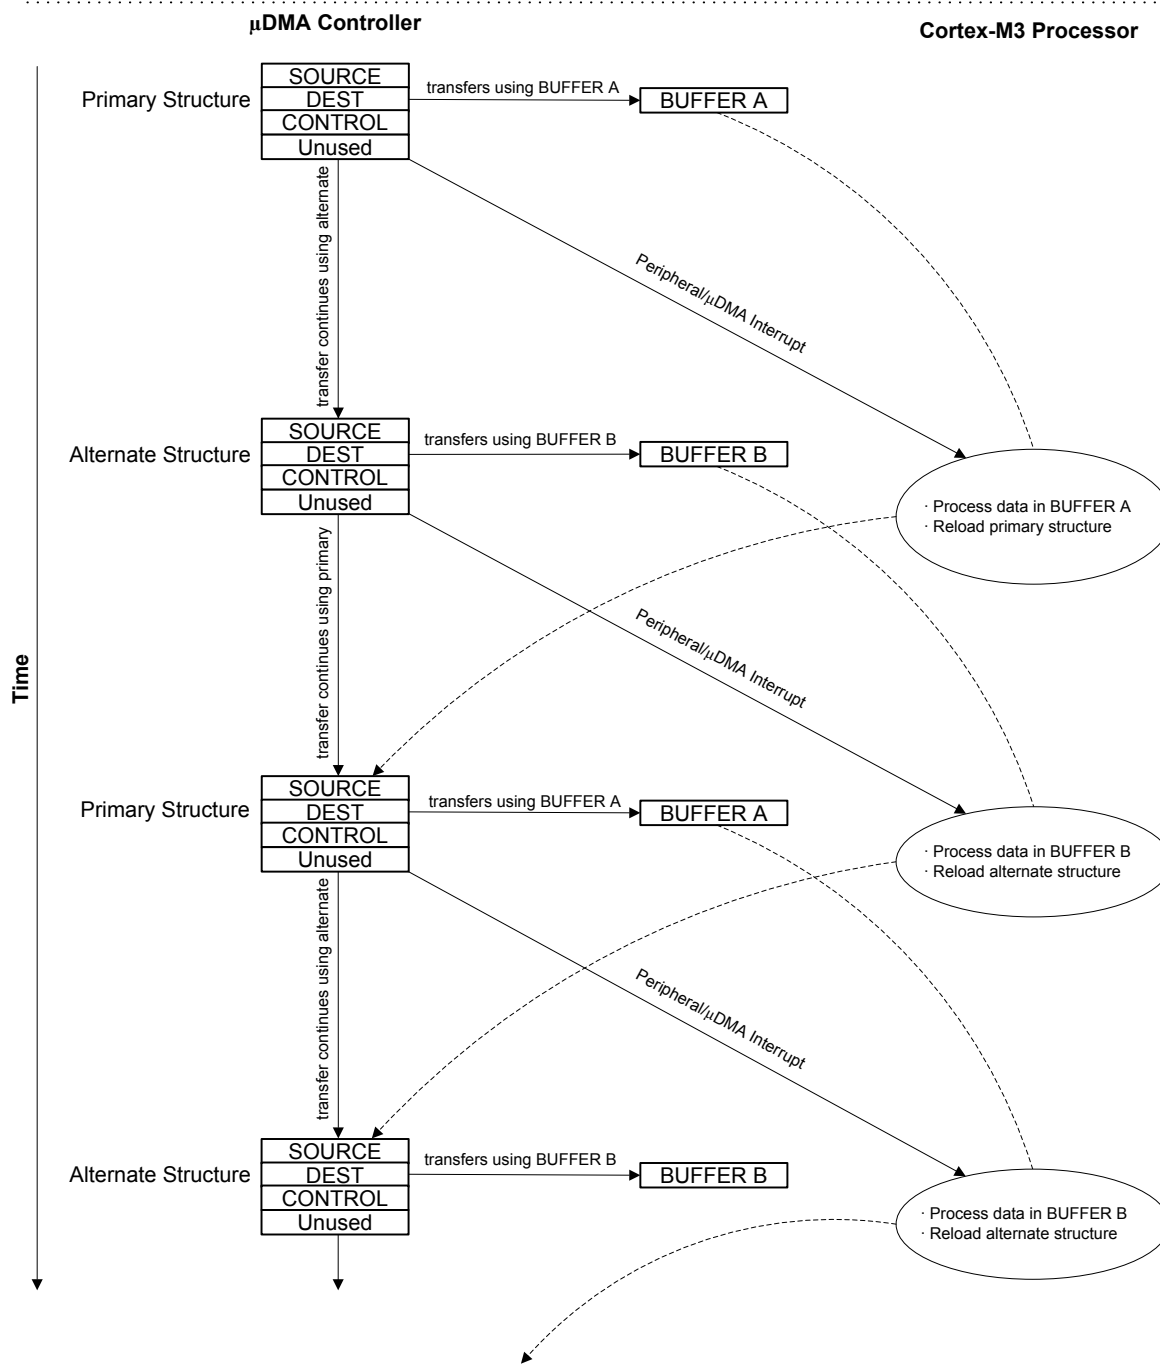 µDMA Controller
Cortex-M3 Processor
Time
Primary Structure
SOURCE
DEST
CONTROL
Unused
transfers using BUFFER A
BUFFER A
transfer continues using alternate
Peripheral/µDMA Interrupt
Alternate Structure
SOURCE
DEST
CONTROL
Unused
transfers using BUFFER B
BUFFER B
· Process data in BUFFER A
· Reload primary structure
transfer continues using primary
Peripheral/µDMA Interrupt
Primary Structure
SOURCE
DEST
CONTROL
Unused
transfers using BUFFER A
BUFFER A
· Process data in BUFFER B
· Reload alternate structure
transfer continues using alternate
Peripheral/µDMA Interrupt
Alternate Structure
SOURCE
DEST
CONTROL
Unused
transfers using BUFFER B
BUFFER B
· Process data in BUFFER B
· Reload alternate structure